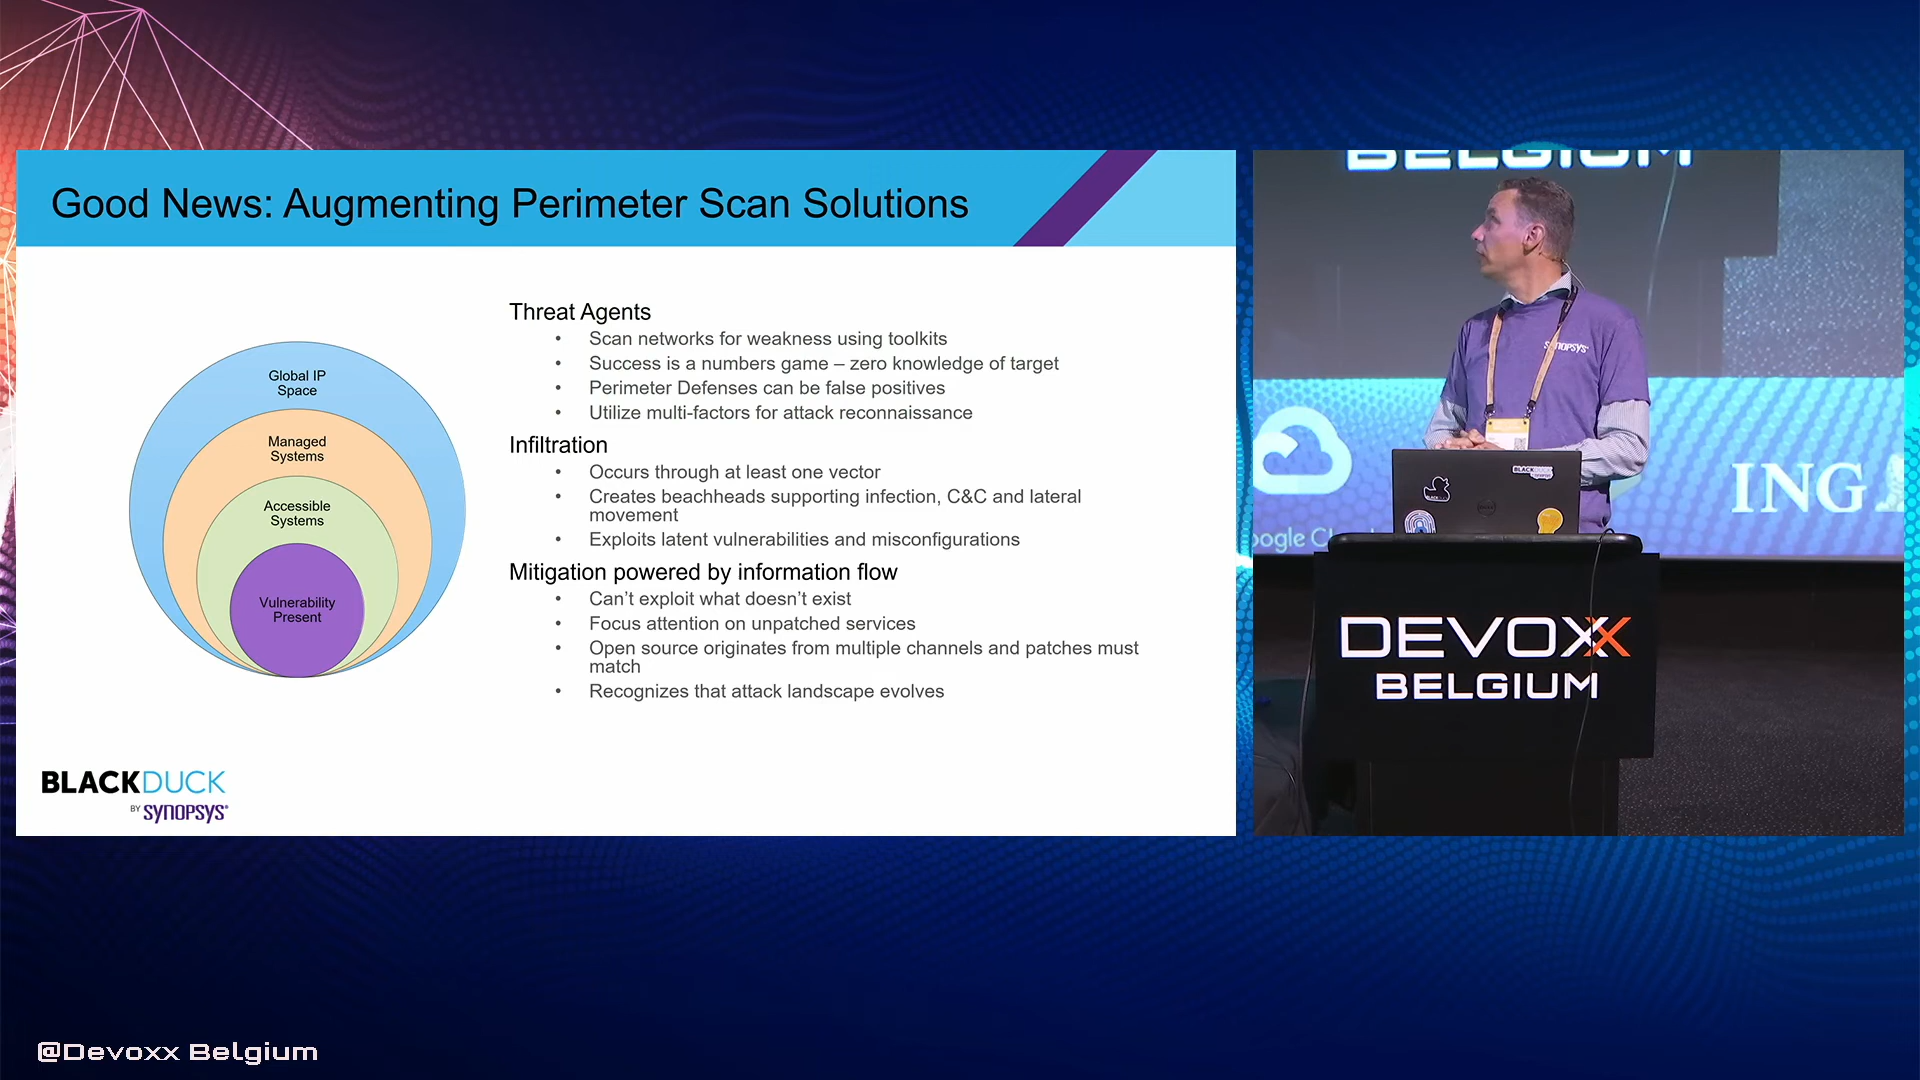 Good News: Augmenting Perimeter Scan Solutions
Global IP
Space
Managed
Systems
Accessible
Systems
Vulnerability
Present
Threat Agents
• Scan networks for weakness using toolkits
• Success is a numbers game – zero knowledge of target
• Perimeter Defenses can be false positives
• Utilize multi-factors for attack reconnaissance
Infiltration
• Occurs through at least one vector
• Creates beachheads supporting infection, C&C and lateral
movement
• Exploits latent vulnerabilities and misconfigurations
Mitigation powered by information flow
• Can't exploit what doesn't exist
• Focus attention on unpatched services
• Open source originates from multiple channels and patches must
match
• Recognizes that attack landscape evolves
BLACKDUCK
BY SYNOPSYS®
BELGIUM
SYNOPSYS
BLACKDUCK
ING
oogle Cl
DEVOXX
BELGIUM
@Devoxx Belgium